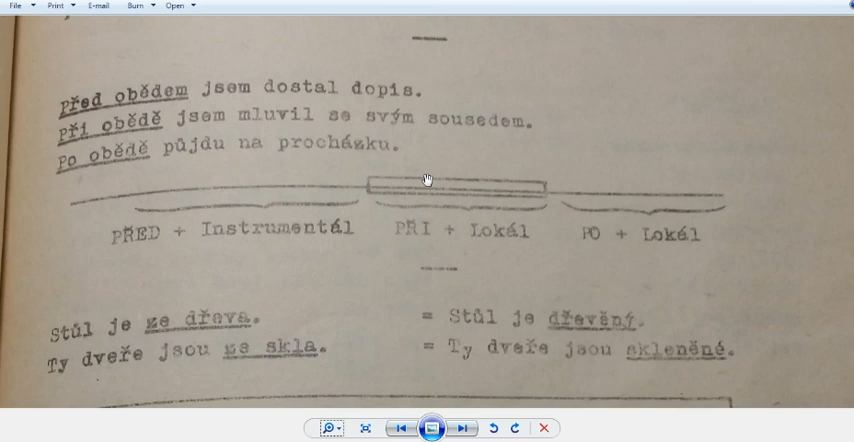 File Print E-mail Burn Open
Před obědem jsem dostal dopis.
Při obědě jsem mluvil se svým sousedem.
Po obědě půjdu na procházku.
PŘED + Instrumentál PŘI + Lokál PO + Lokál
Stůl je ze dřeva. = Stůl je dřevěný.
Ty dveře jsou ze skla. = Ty dveře jsou skleněné.